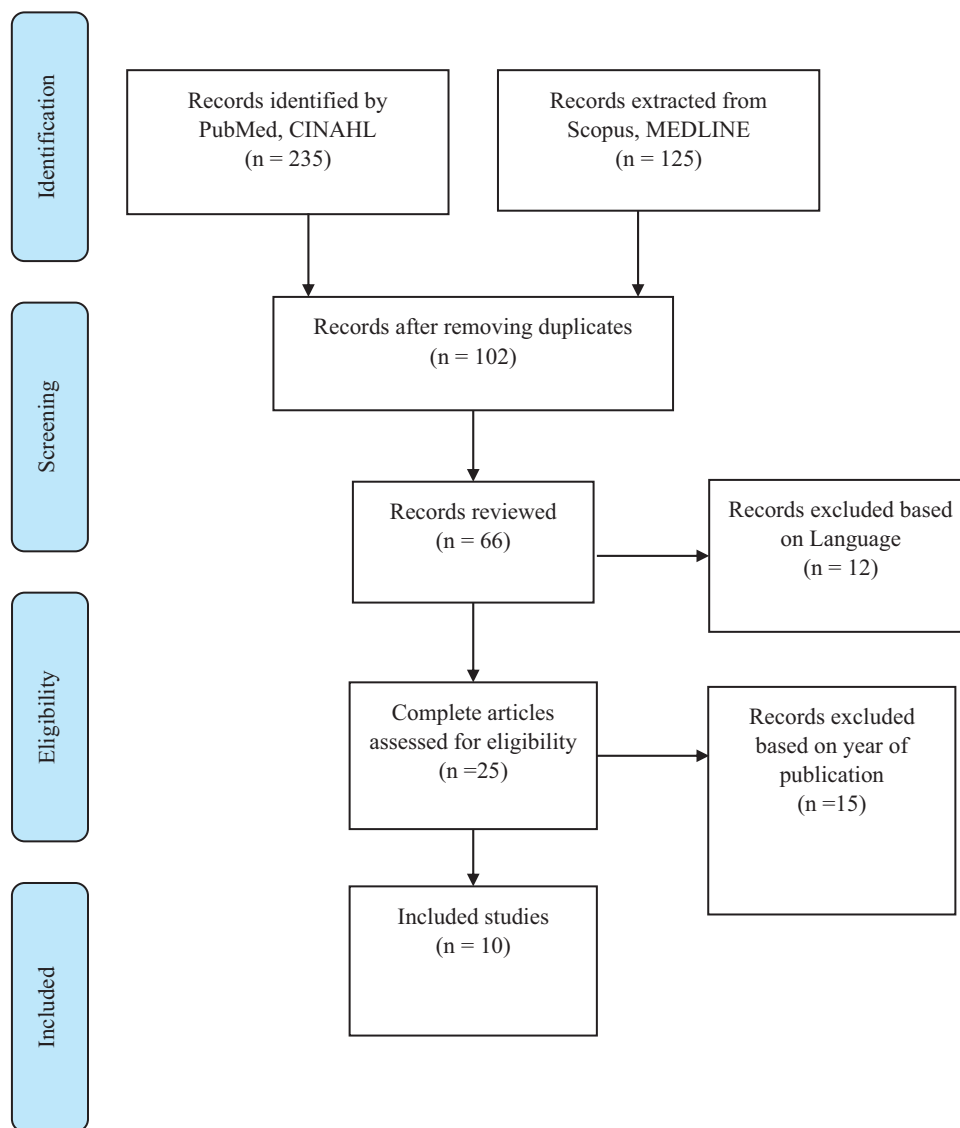 Identification
Records identified by
PubMed, CINAHL
(n = 235)
Records extracted from
Scopus, MEDLINE
(n = 125)
Screening
Records after removing duplicates
(n = 102)
Records reviewed
(n = 66)
Records excluded based
on Language
(n = 12)
Eligibility
Complete articles
assessed for eligibility
(n =25)
Records excluded
based on year of
publication
(n =15)
Included
Included studies
(n = 10)